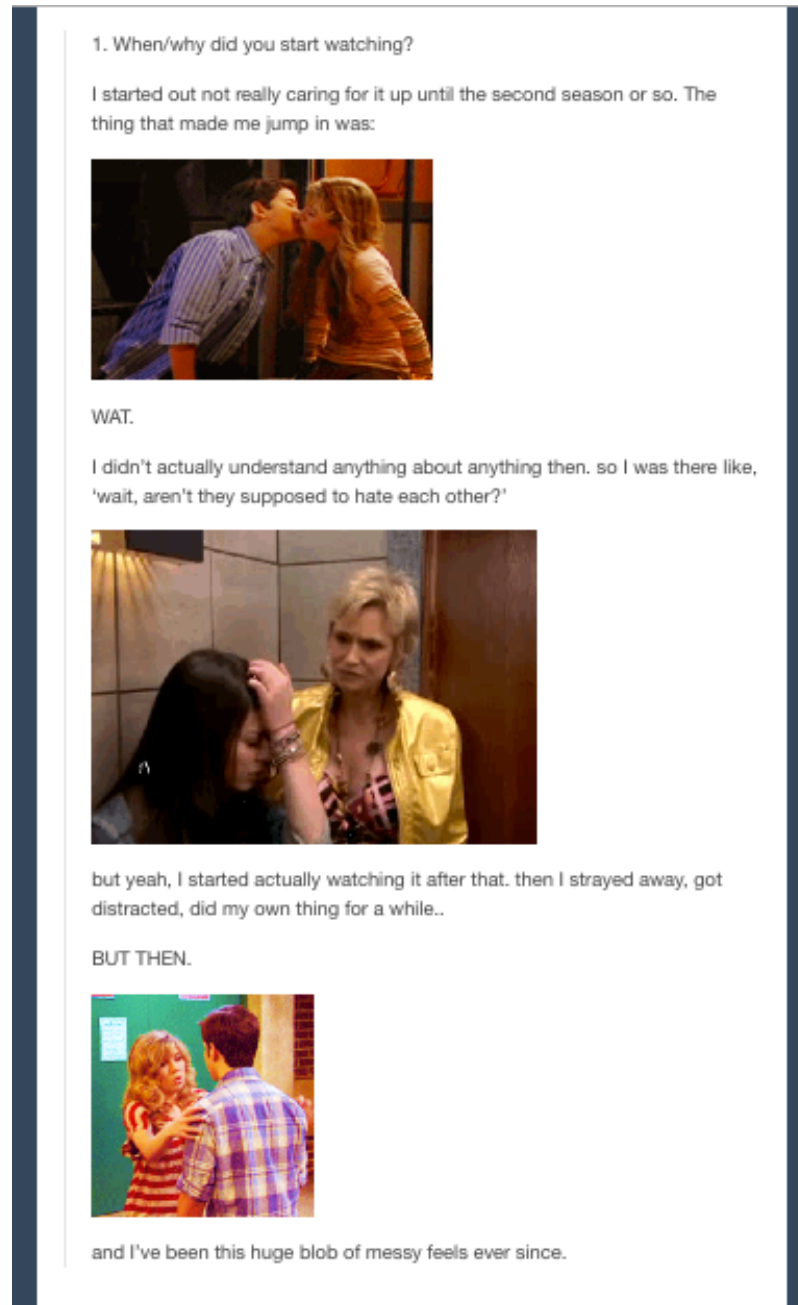 1. When/why did you start watching?
I started out not really caring for it up until the second season or so. The
thing that made me jump in was:
WAT.
I didn't actually understand anything about anything then. so I was there like,
‘wait, aren't they supposed to hate each other?’
but yeah, I started actually watching it after that. then I strayed away, got
distracted, did my own thing for a while..
BUT THEN.
and I've been this huge blob of messy feels ever since.